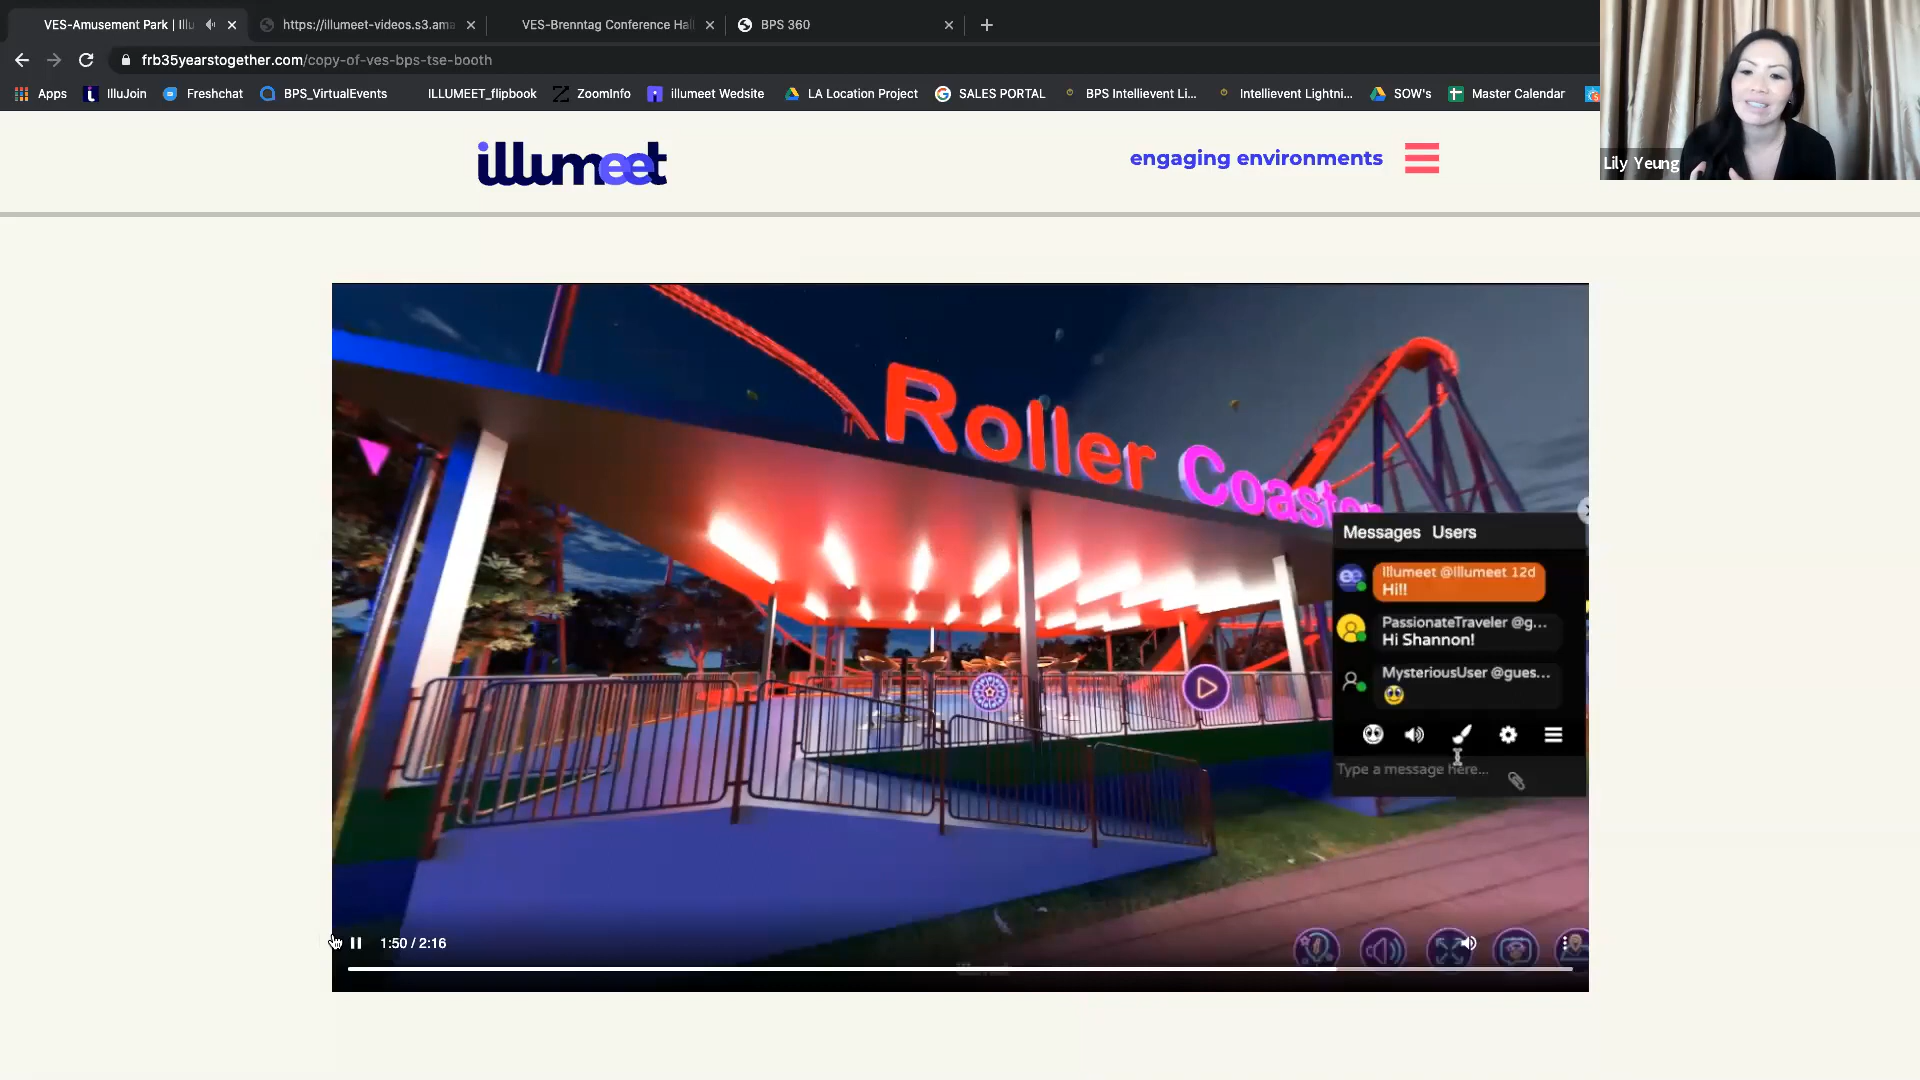 VES-Amusement Park | Illu
https://illumeet-videos.s3.ama
VES-Brenntag Conference Hall
BPS 360
frb35yearstogether.com/copy-of-ves-bps-tse-booth
Apps
IlluJoin
Freshchat
BPS_VirtualEvents
ILLUMEET_flipbook
ZoomInfo
illumeet Wedsite
LA Location Project
SALES PORTAL
BPS Intellievent Li...
Intellievent Lightni...
SOW's
Master Calendar
Lily Yeung
illumeet
engaging environments
Roller Coaster
Messages Users
Illumeet @Illumeet 12d
Hi!!
PassionateTraveler @g...
Hi Shannon!
MysteriousUser @gues...
Type a message here...
1:50 / 2:16